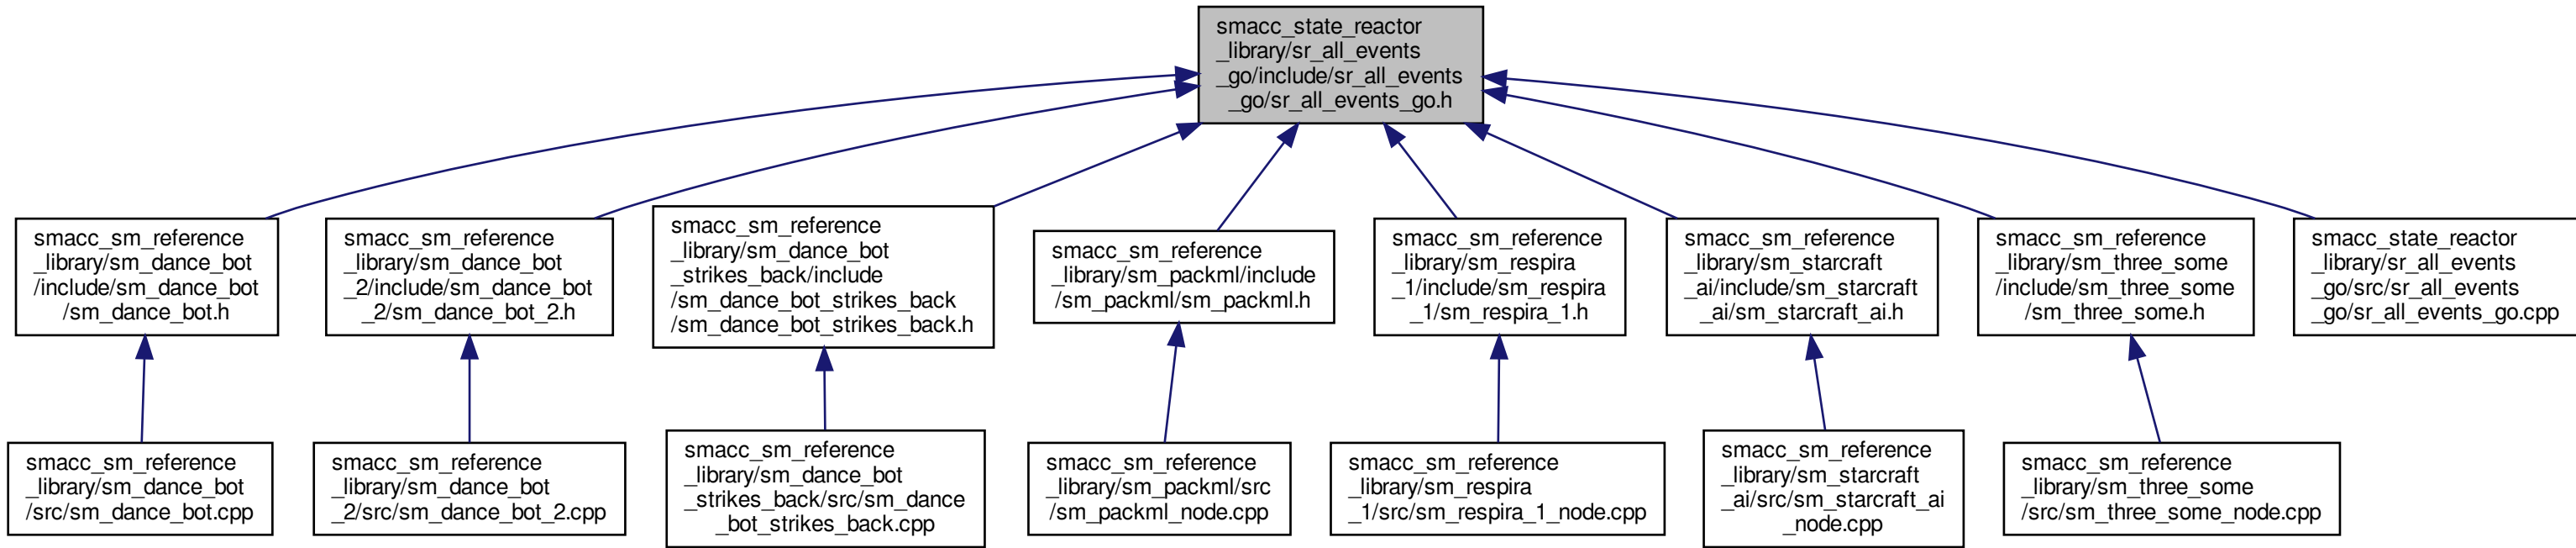 smacc_state_reactor
_library/sr_all_events
_go/include/sr_all_events
_go/sr_all_events_go.h
smacc_sm_reference
_library/sm_dance_bot
/include/sm_dance_bot
/sm_dance_bot.h
smacc_sm_reference
_library/sm_dance_bot
_2/include/sm_dance_bot
_2/sm_dance_bot_2.h
smacc_sm_reference
_library/sm_dance_bot
_strikes_back/include
/sm_dance_bot_strikes_back
/sm_dance_bot_strikes_back.h
smacc_sm_reference
_library/sm_packml/include
/sm_packml/sm_packml.h
smacc_sm_reference
_library/sm_respira
_1/include/sm_respira
_1/sm_respira_1.h
smacc_sm_reference
_library/sm_starcraft
_ai/include/sm_starcraft
_ai/sm_starcraft_ai.h
smacc_sm_reference
_library/sm_three_some
/include/sm_three_some
/sm_three_some.h
smacc_state_reactor
_library/sr_all_events
_go/src/sr_all_events
_go/sr_all_events_go.cpp
smacc_sm_reference
_library/sm_dance_bot
/src/sm_dance_bot.cpp
smacc_sm_reference
_library/sm_dance_bot
_2/src/sm_dance_bot_2.cpp
smacc_sm_reference
_library/sm_dance_bot
_strikes_back/src/sm_dance
_bot_strikes_back.cpp
smacc_sm_reference
_library/sm_packml/src
/sm_packml_node.cpp
smacc_sm_reference
_library/sm_respira
_1/src/sm_respira_1_node.cpp
smacc_sm_reference
_library/sm_starcraft
_ai/src/sm_starcraft_ai
_node.cpp
smacc_sm_reference
_library/sm_three_some
/src/sm_three_some_node.cpp